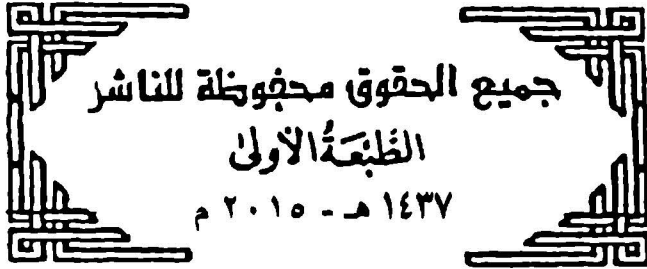 جميع الحقوق محفوظة للناشر
الطَّبْعَةُ الأولىٰ
١٤٣٧ هـ - ٢٠١٥ م